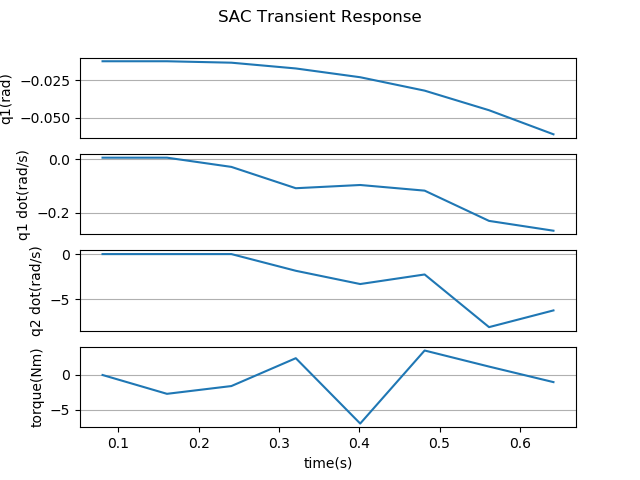 SAC Transient Response
q1(rad)
−0.025
−0.050
q1 dot(rad/s)
0.0
−0.2
q2 dot(rad/s)
0
−5
torque(Nm)
0
−5
0.1 0.2 0.3 0.4 0.5 0.6
time(s)